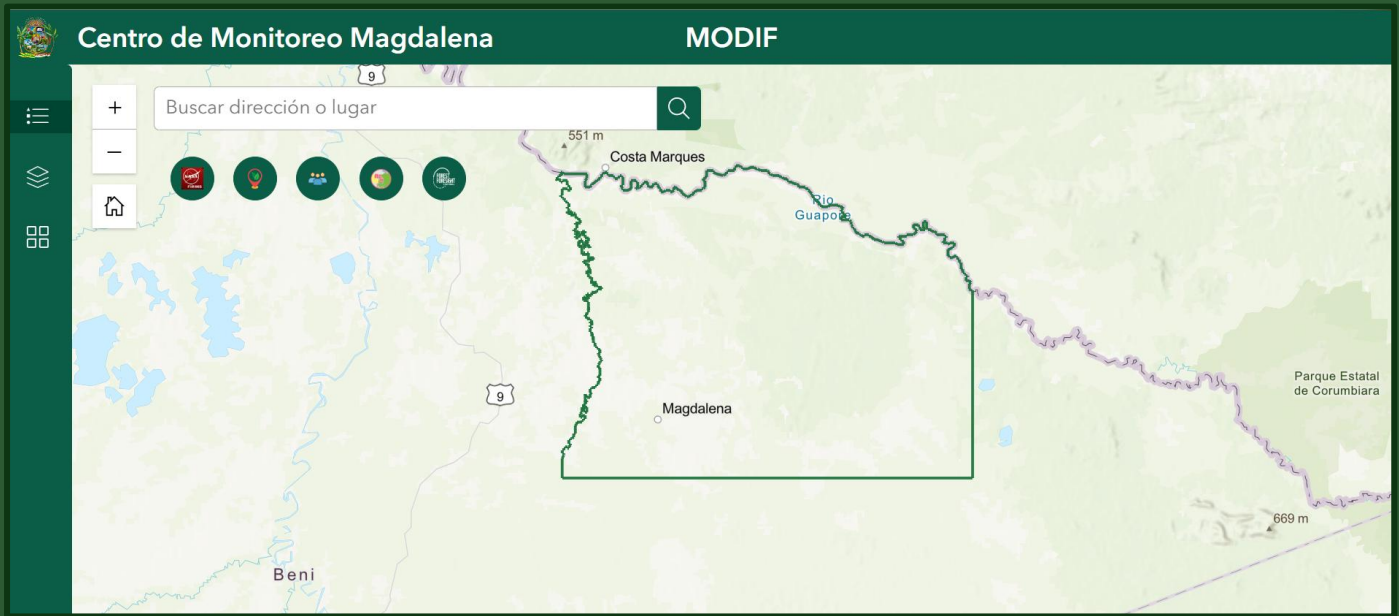 Centro de Monitoreo Magdalena
MODIF
9
+
Buscar dirección o lugar
−
551 m
Costa Marques
Rio
Guapore
Parque Estatal
de Corumbiara
9
Magdalena
669 m
Beni